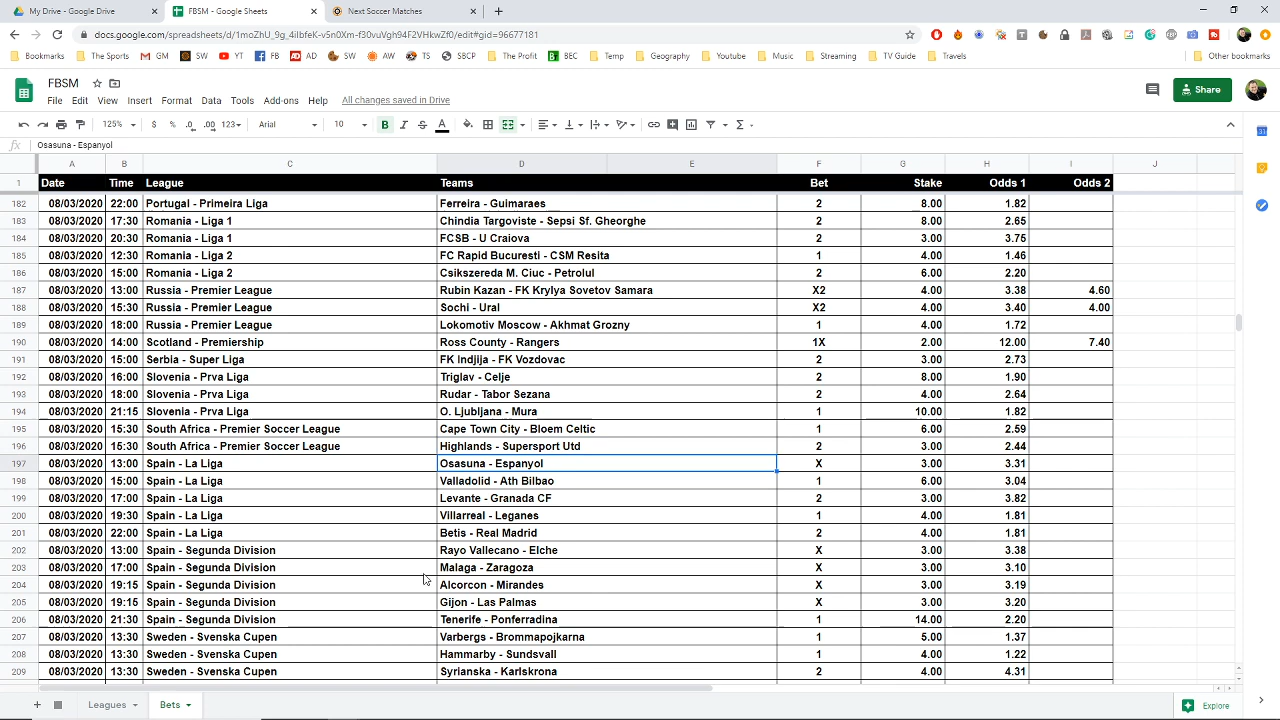 My Drive - Google Drive × FBSM - Google Sheets × Next Soccer Matches × +
docs.google.com/spreadsheets/d/1moZhU_9g_4iIbfeK-v5n0Xm-f30vuVgh94F2VHkwZf0/edit#gid=96677181
Bookmarks The Sports GM SW YT FB AD SW AW TS SBCP The Profit BEC Temp Geography Youtube Music Streaming TV Guide Travels Other bookmarks
FBSM
File Edit View Insert Format Data Tools Add-ons Help All changes saved in Drive Share
125% $ % .0 .00 123 Arial 10 B I S A
fx Osasuna - Espanyol
A B C D E F G H I J
1 Date Time League Teams Bet Stake Odds 1 Odds 2
182 08/03/2020 22:00 Portugal - Primeira Liga Ferreira - Guimaraes 2 8.00 1.82
183 08/03/2020 17:30 Romania - Liga 1 Chindia Targoviste - Sepsi Sf. Gheorghe 2 8.00 2.65
184 08/03/2020 20:30 Romania - Liga 1 FCSB - U Craiova 2 3.00 3.75
185 08/03/2020 12:30 Romania - Liga 2 FC Rapid Bucuresti - CSM Resita 1 4.00 1.46
186 08/03/2020 15:00 Romania - Liga 2 Csikszereda M. Ciuc - Petrolul 2 6.00 2.20
187 08/03/2020 13:00 Russia - Premier League Rubin Kazan - FK Krylya Sovetov Samara X2 4.00 3.38 4.60
188 08/03/2020 15:30 Russia - Premier League Sochi - Ural X2 4.00 3.40 4.00
189 08/03/2020 18:00 Russia - Premier League Lokomotiv Moscow - Akhmat Grozny 1 4.00 1.72
190 08/03/2020 14:00 Scotland - Premiership Ross County - Rangers 1X 2.00 12.00 7.40
191 08/03/2020 15:00 Serbia - Super Liga FK Indjija - FK Vozdovac 2 3.00 2.73
192 08/03/2020 16:00 Slovenia - Prva Liga Triglav - Celje 2 8.00 1.90
193 08/03/2020 18:00 Slovenia - Prva Liga Rudar - Tabor Sezana 2 4.00 2.64
194 08/03/2020 21:15 Slovenia - Prva Liga O. Ljubljana - Mura 1 10.00 1.82
195 08/03/2020 15:30 South Africa - Premier Soccer League Cape Town City - Bloem Celtic 1 6.00 2.59
196 08/03/2020 15:30 South Africa - Premier Soccer League Highlands - Supersport Utd 2 3.00 2.44
197 08/03/2020 13:00 Spain - La Liga Osasuna - Espanyol X 3.00 3.31
198 08/03/2020 15:00 Spain - La Liga Valladolid - Ath Bilbao 1 6.00 3.04
199 08/03/2020 17:00 Spain - La Liga Levante - Granada CF 2 3.00 3.82
200 08/03/2020 19:30 Spain - La Liga Villarreal - Leganes 1 4.00 1.81
201 08/03/2020 22:00 Spain - La Liga Betis - Real Madrid 2 4.00 1.81
202 08/03/2020 13:00 Spain - Segunda Division Rayo Vallecano - Elche X 3.00 3.38
203 08/03/2020 17:00 Spain - Segunda Division Malaga - Zaragoza X 3.00 3.10
204 08/03/2020 19:15 Spain - Segunda Division Alcorcon - Mirandes X 3.00 3.19
205 08/03/2020 19:15 Spain - Segunda Division Gijon - Las Palmas X 3.00 3.20
206 08/03/2020 21:30 Spain - Segunda Division Tenerife - Ponferradina 1 14.00 2.20
207 08/03/2020 13:30 Sweden - Svenska Cupen Varbergs - Brommapojkarna 1 5.00 1.37
208 08/03/2020 13:30 Sweden - Svenska Cupen Hammarby - Sundsvall 1 4.00 1.22
209 08/03/2020 13:30 Sweden - Svenska Cupen Syrianska - Karlskrona 2 4.00 4.31
+ Leagues Bets Explore